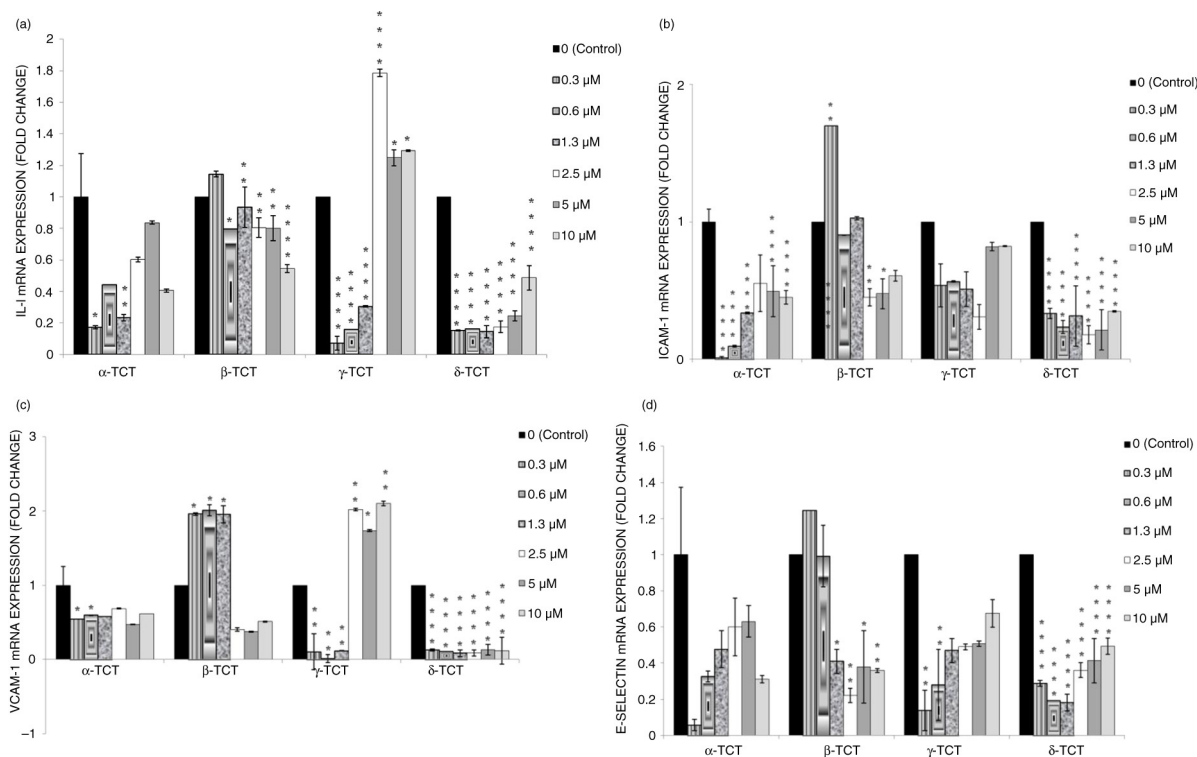 (a)
IL-I mRNA EXPRESSION (FOLD CHANGE)
2
1.8
1.6
1.4
1.2
1
0.8
0.6
0.4
0.2
0
α-TCT
β-TCT
γ-TCT
δ-TCT
0 (Control)
0.3 µM
0.6 µM
1.3 µM
2.5 µM
5 µM
10 µM
(b)
ICAM-1 mRNA EXPRESSION (FOLD CHANGE)
2
1
0
α-TCT
β-TCT
γ-TCT
δ-TCT
0 (Control)
0.3 µM
0.6 µM
1.3 µM
2.5 µM
5 µM
10 µM
(c)
VCAM-1 mRNA EXPRESSION (FOLD CHANGE)
3
2
1
0
–1
α-TCT
β-TCT
γ-TCT
δ-TCT
0 (Control)
0.3 µM
0.6 µM
1.3 µM
2.5 µM
5 µM
10 µM
(d)
E-SELECTIN mRNA EXPRESSION (FOLD CHANGE)
1.6
1.4
1.2
1
0.8
0.6
0.4
0.2
0
α-TCT
β-TCT
γ-TCT
δ-TCT
0 (Control)
0.3 µM
0.6 µM
1.3 µM
2.5 µM
5 µM
10 µM